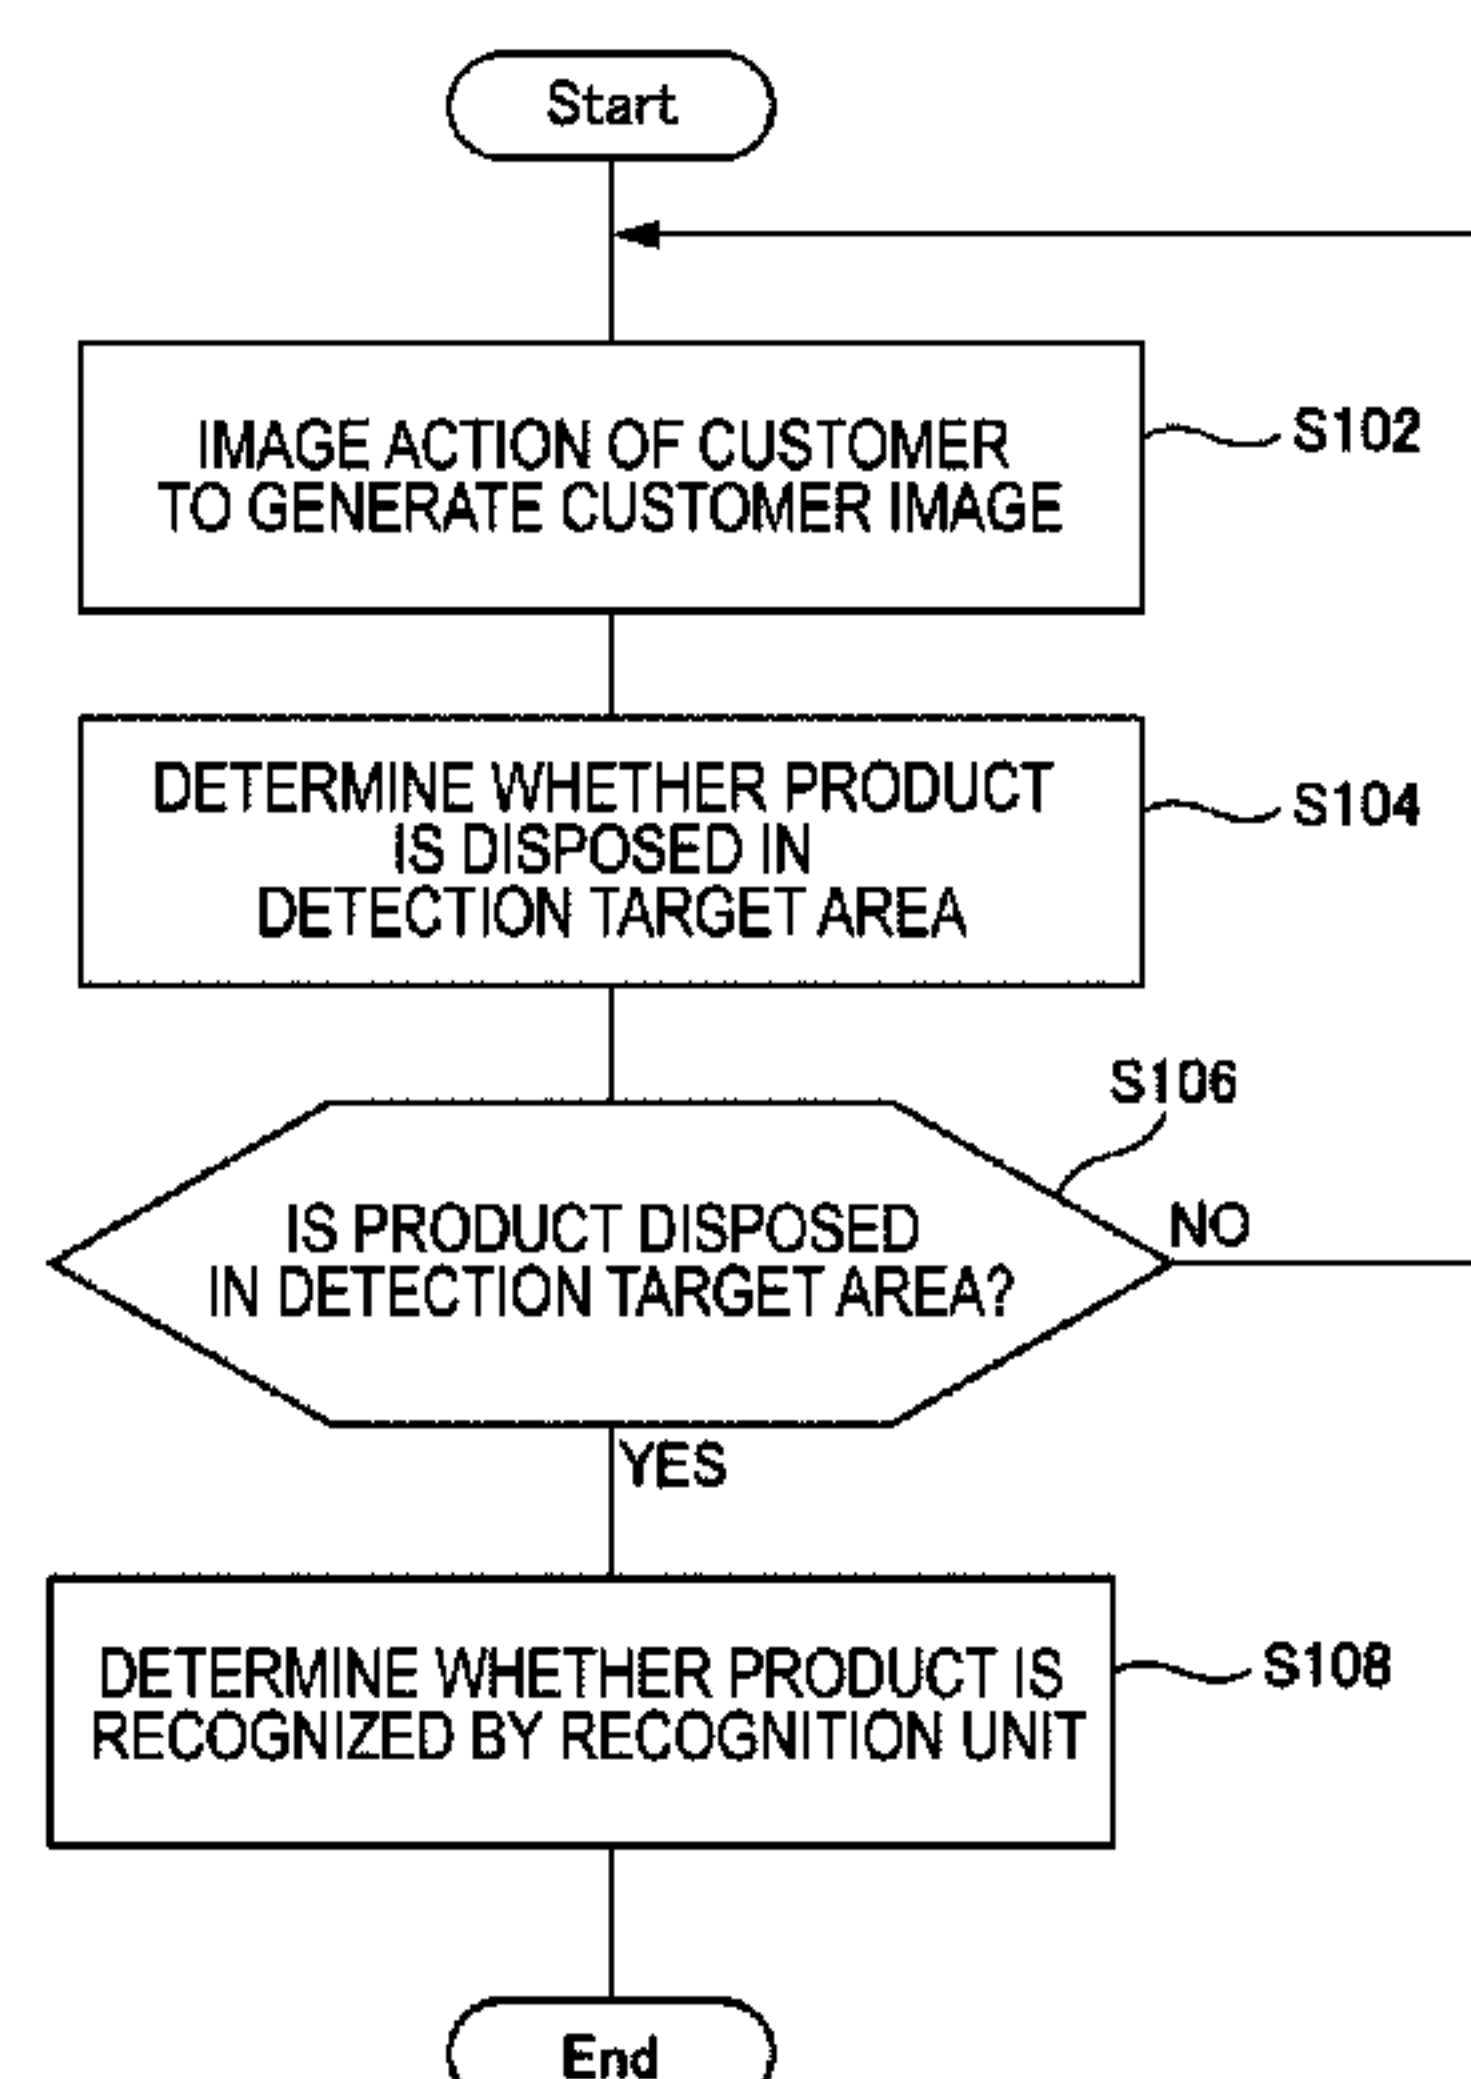 Start
IMAGE ACTION OF CUSTOMER
TO GENERATE CUSTOMER IMAGE
S102
DETERMINE WHETHER PRODUCT
IS DISPOSED IN
DETECTION TARGET AREA
S104
S106
IS PRODUCT DISPOSED
IN DETECTION TARGET AREA?
NO
YES
DETERMINE WHETHER PRODUCT IS
RECOGNIZED BY RECOGNITION UNIT
S108
End